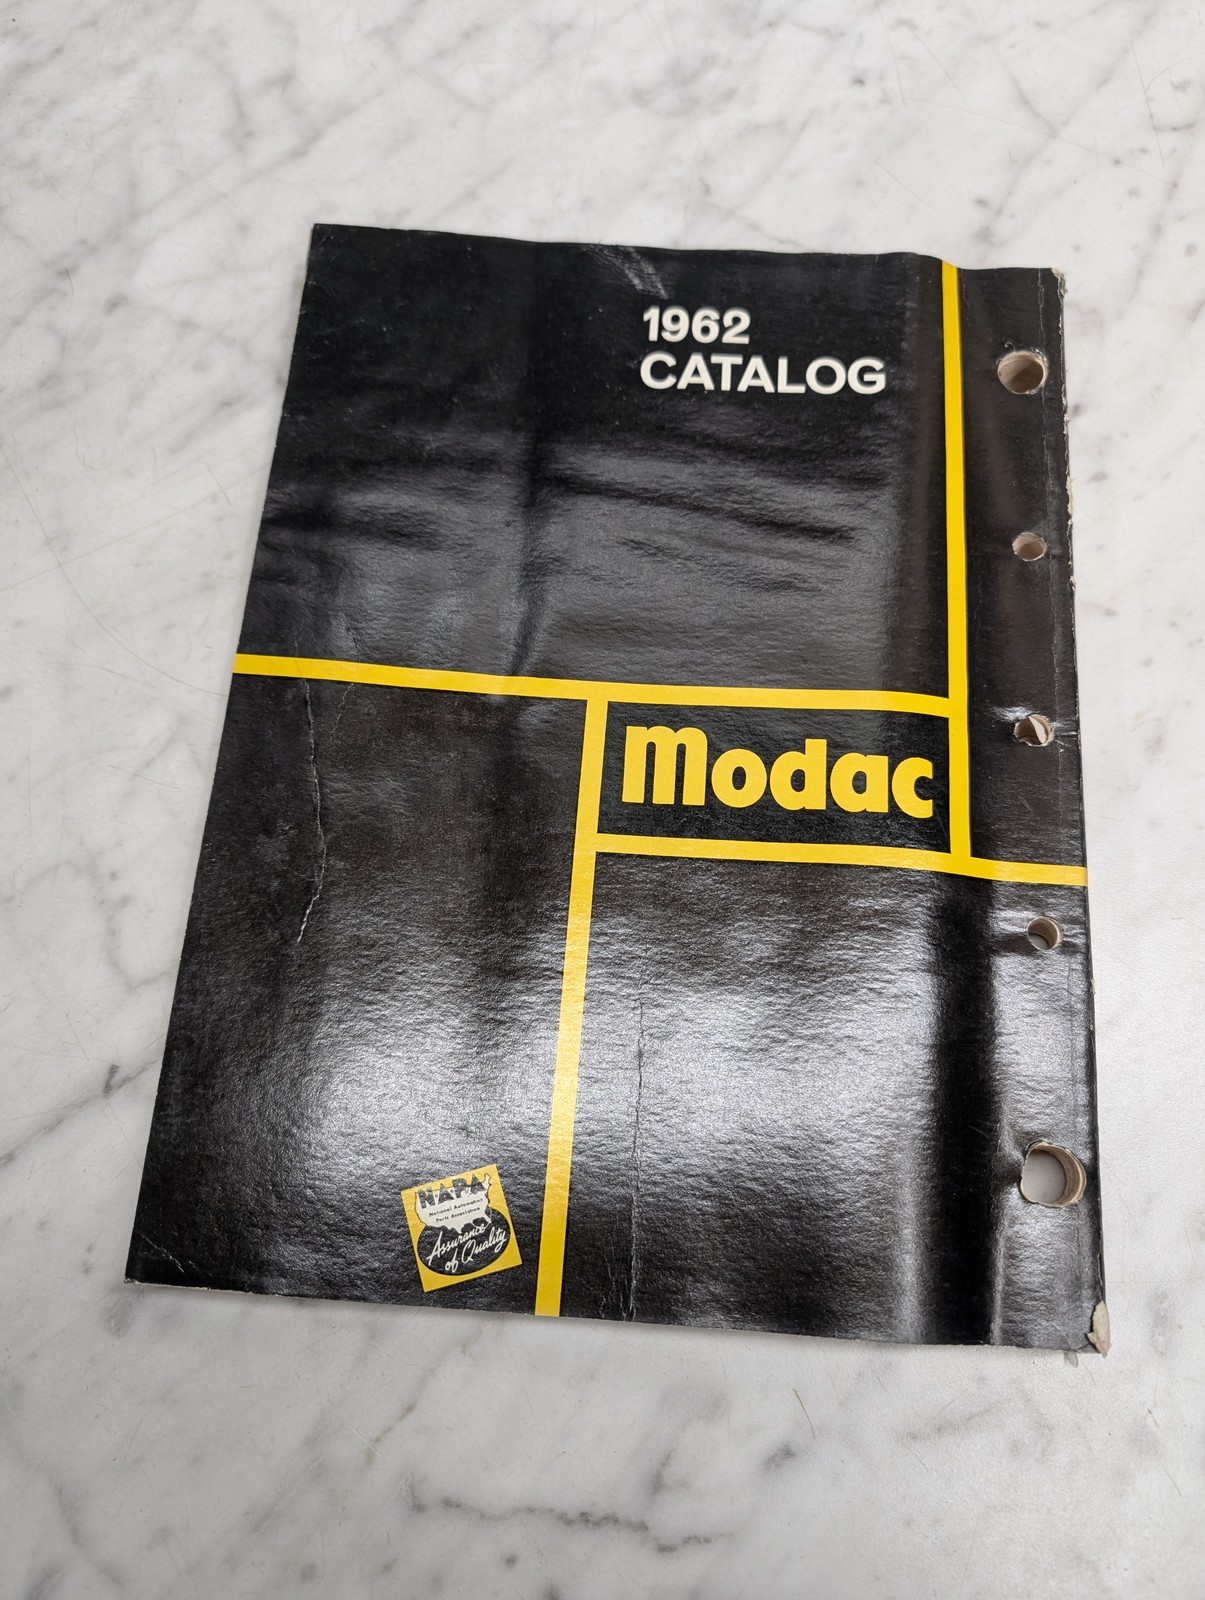 1962
CATALOG
modac
NAPA
National Automotive
Parts Association
Assurance
of Quality